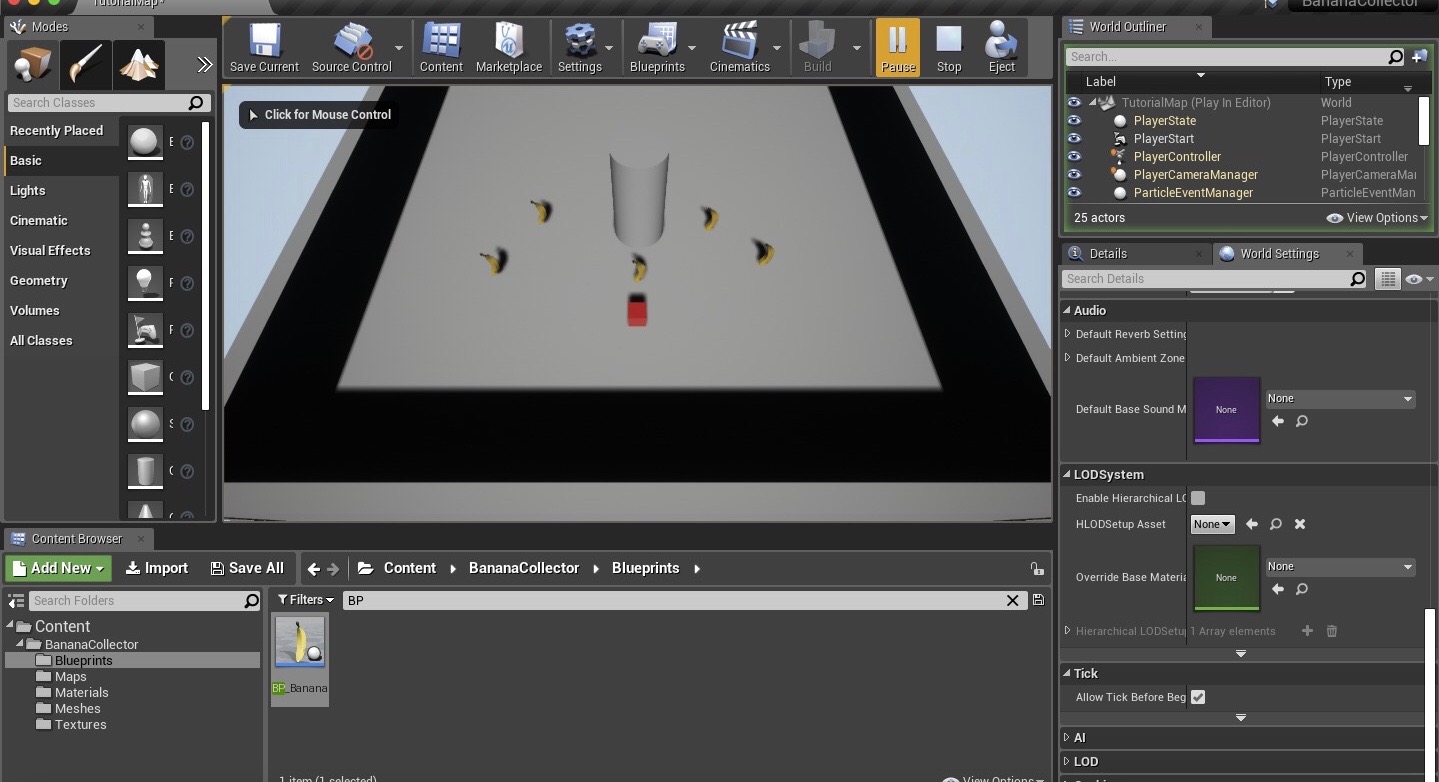 TutorialMap*
BananaCollector
Modes
Search Classes
Recently Placed
Basic
Lights
Cinematic
Visual Effects
Geometry
Volumes
All Classes
Save Current
Source Control
Content
Marketplace
Settings
Blueprints
Cinematics
Build
Pause
Stop
Eject
Click for Mouse Control
World Outliner
Search...
Label Type
TutorialMap (Play In Editor) World
PlayerState PlayerState
PlayerStart PlayerStart
PlayerController PlayerController
PlayerCameraManager PlayerCameraMa
ParticleEventManager ParticleEventMan
25 actors View Options
Details
World Settings
Search Details
Audio
Default Reverb Setting
Default Ambient Zone
Default Base Sound M None None
LODSystem
Enable Hierarchical LO
HLODSetup Asset None
Override Base Materia None None
Hierarchical LODSetup 1 Array elements
Tick
Allow Tick Before Beg
AI
LOD
Content Browser
Add New Import Save All Content BananaCollector Blueprints
Search Folders
Filters BP
Content
BananaCollector
Blueprints
Maps
Materials
Meshes
Textures
BP_Banana
1 item (1 selected) View Options